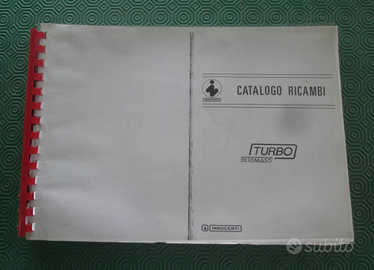 CATALOGO RICAMBI
TURBO
DETOMASO
INNOCENTI
subito